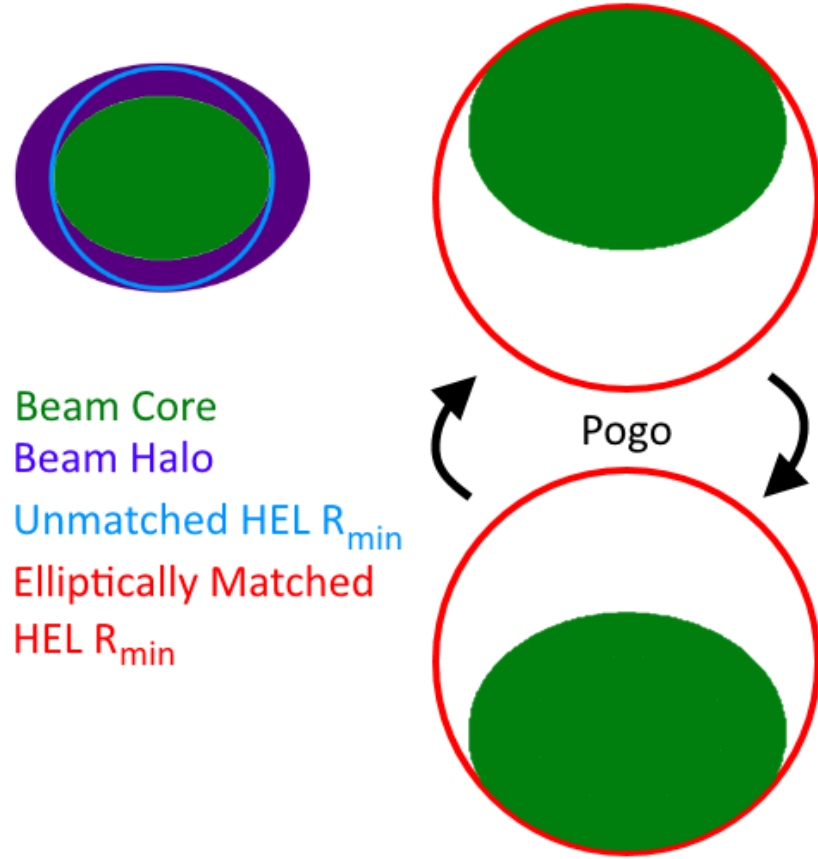 Beam Core
Beam Halo
Unmatched HEL Rmin
Elliptically Matched
HEL Rmin
Pogo